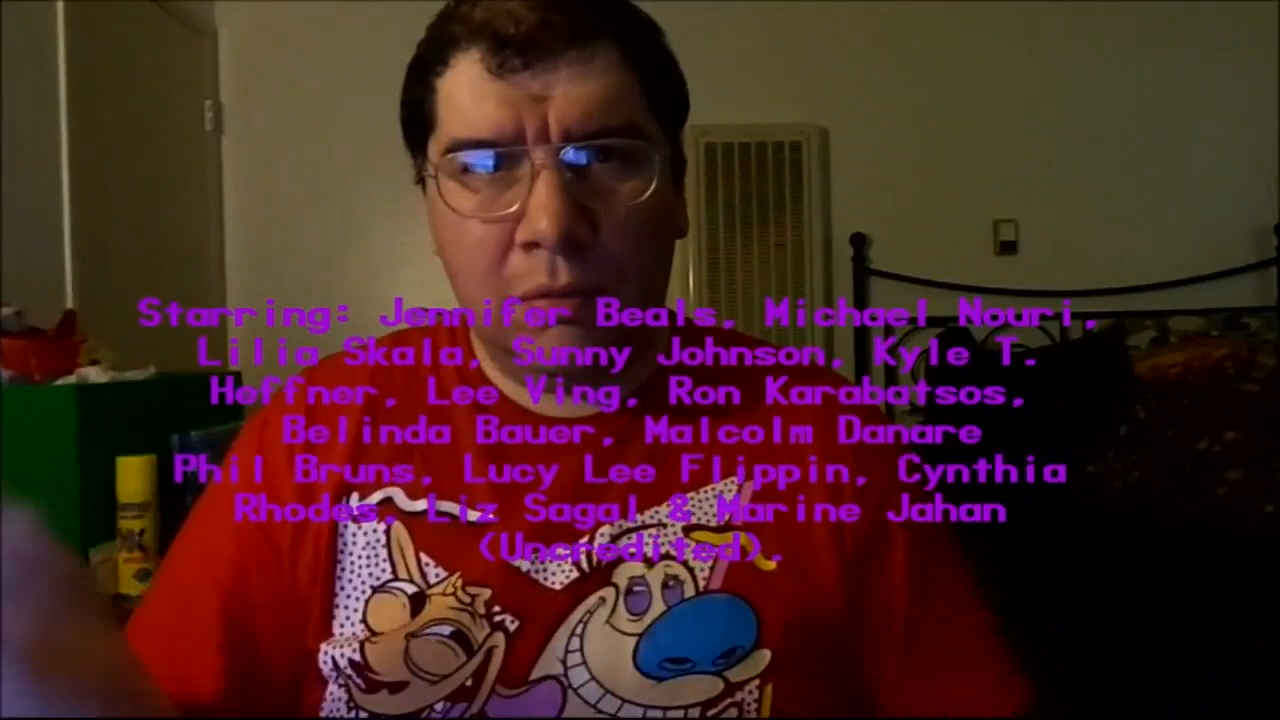 Starring: Jennifer Beals, Michael Nouri,
Lilia Skala, Sunny Johnson, Kyle T.
Heffner, Lee Ving, Ron Karabatsos,
Belinda Bauer, Malcolm Danare
Phil Bruns, Lucy Lee Flippin, Cynthia
Rhodes, Liz Sagal & Marine Jahan
(Uncredited).